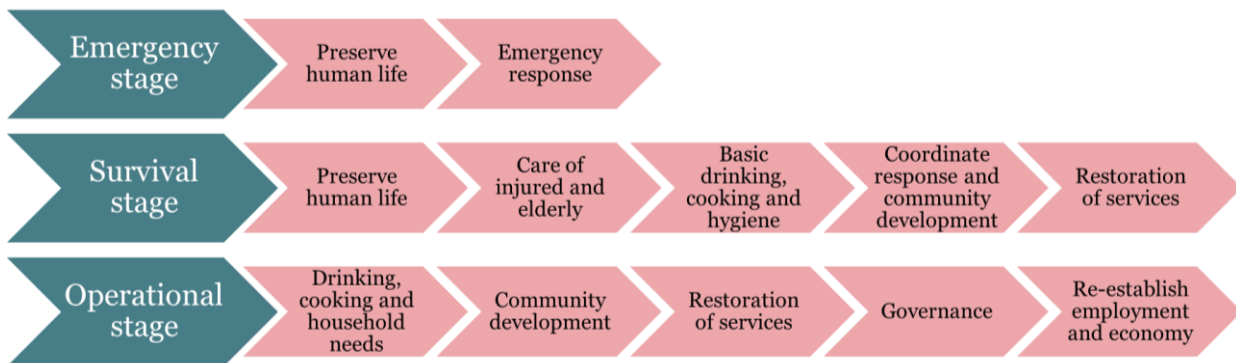 Emergency
stage
Preserve
human life
Emergency
response
Survival
stage
Preserve
human life
Care of
injured and
elderly
Basic
drinking,
cooking and
hygiene
Coordinate
response and
community
development
Restoration
of services
Operational
stage
Drinking,
cooking and
household
needs
Community
development
Restoration
of services
Governance
Re-establish
employment
and economy